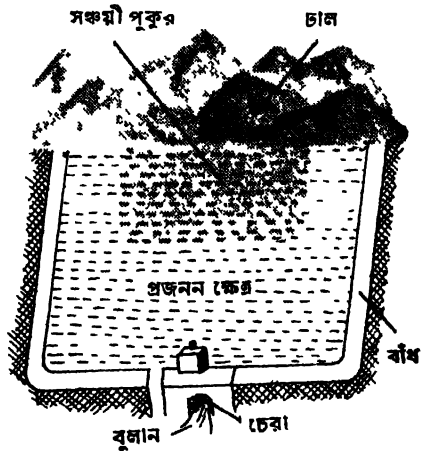 সঞ্চয়ী পুকুর
ঢাল
প্রজনন ক্ষেত্র
বাঁধ
চেরা
বুলান